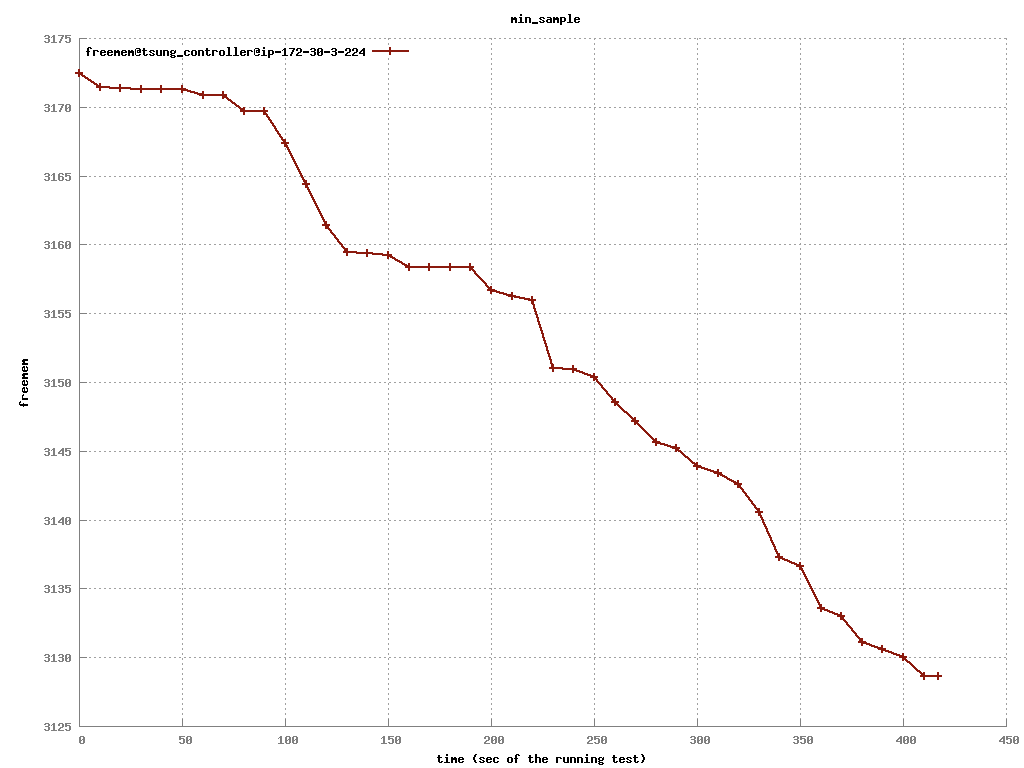 min_sample
freemem@tsung_controller@ip-172-30-3-224
3175
3170
3165
3160
3155
3150
3145
3140
3135
3130
3125
freemem
0 50 100 150 200 250 300 350 400 450
time (sec of the running test)